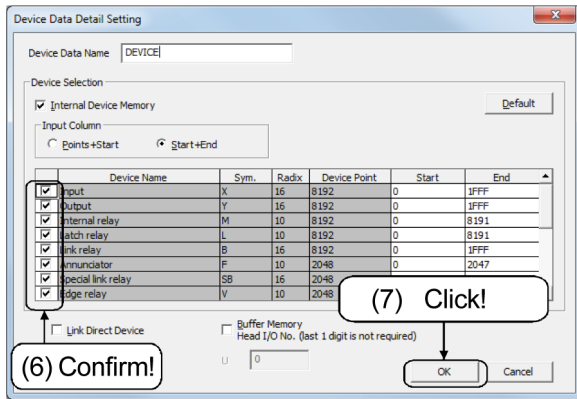 Device Data Detail Setting
x
Device Data Name DEVICE
Device Selection
Internal Device Memory
Default
Input Column
Points+Start Start+End
Device Name Sym. Radix Device Point Start End
Input X 16 8192 0 1FFF
Output Y 16 8192 0 1FFF
Internal relay M 10 8192 0 8191
Latch relay L 10 8192 0 8191
Link relay B 16 8192 0 1FFF
Annunciator F 10 2048 0 2047
Special link relay SB 16 2048
Edge relay V 10 2048
(7) Click!
Link Direct Device
Buffer Memory
Head I/O No. (last 1 digit is not required)
(6) Confirm!
U 0
OK Cancel